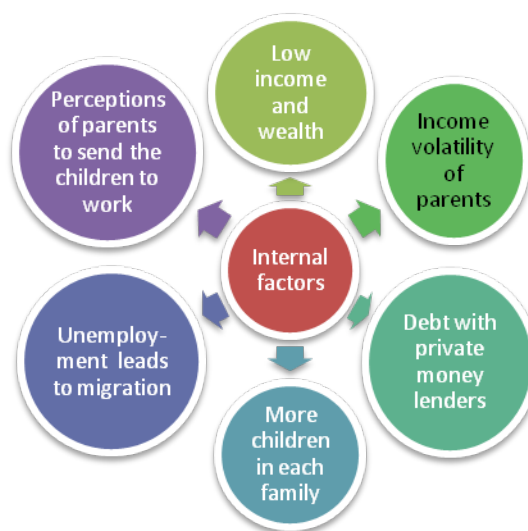 Low
income
and
wealth
Income
volatility
of
parents
Debt with
private
money
lenders
More
children
in each
family
Unemploy-
ment leads
to migration
Perceptions
of parents
to send the
children to
work
Internal
factors